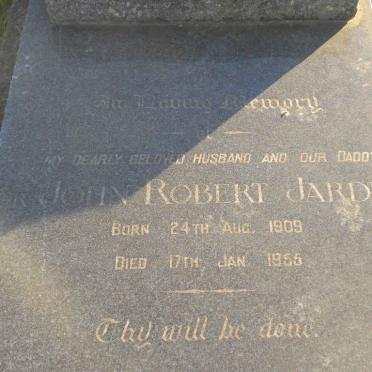 In Loving Memory
of
MY DEARLY BELOVED HUSBAND AND OUR DADDY
JOHN ROBERT JARD
BORN 24TH AUG. 1909
DIED 17TH JAN. 1955
Thy will be done.